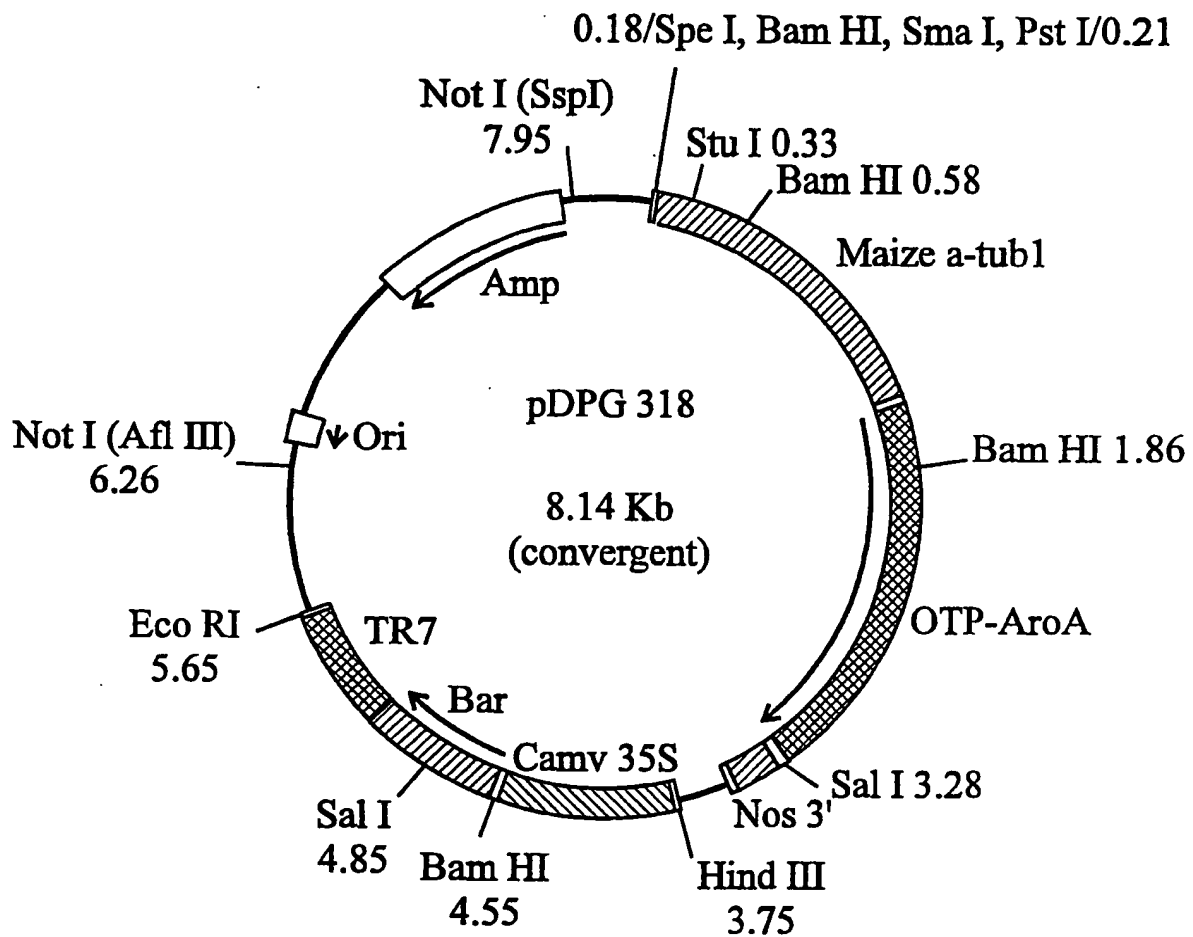 0.18/Spe I, Bam HI, Sma I, Pst I/0.21
Not I (SspI)
7.95
Stu I 0.33
Bam HI 0.58
Maize a-tub1
Amp
pDPG 318
Not I (Afl III)
6.26
Ori
Bam HI 1.86
8.14 Kb
(convergent)
Eco RI
5.65
TR7
OTP-AroA
Bar
Camv 35S
Sal I 3.28
Nos 3'
Sal I
4.85
Bam HI
4.55
Hind III
3.75